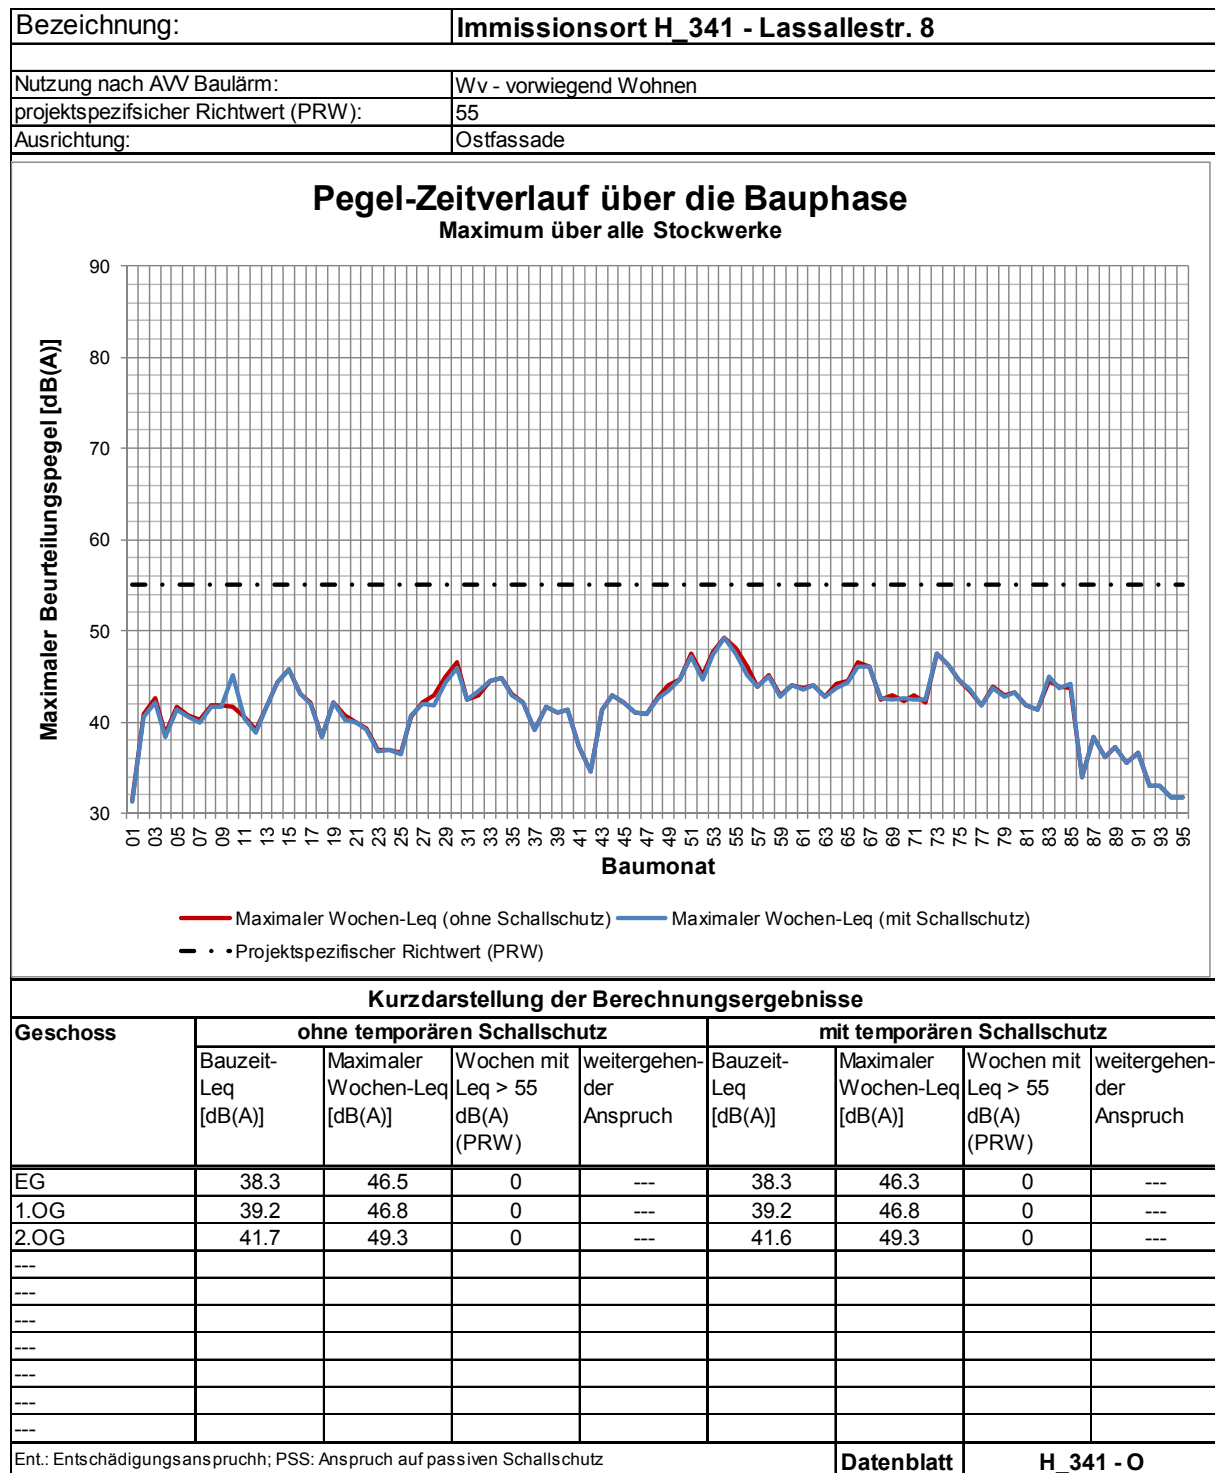 Bezeichnung: Immissionsort H_341 - Lassallestr. 8
Nutzung nach AVV Baulärm: Wv - vorwiegend Wohnen
projektspezifsicher Richtwert (PRW): 55
Ausrichtung: Ostfassade
Pegel-Zeitverlauf über die Bauphase
Maximum über alle Stockwerke
Maximaler Beurteilungspegel [dB(A)]
90
80
70
60
50
40
30
01 03 05 07 09 11 13 15 17 19 21 23 25 27 29 31 33 35 37 39 41 43 45 47 49 51 53 55 57 59 61 63 65 67 69 71 73 75 77 79 81 83 85 87 89 91 93 95
Baumonat
Maximaler Wochen-Leq (ohne Schallschutz) Maximaler Wochen-Leq (mit Schallschutz)
Projektspezifischer Richtwert (PRW)
Kurzdarstellung der Berechnungsergebnisse
Geschoss ohne temporären Schallschutz mit temporären Schallschutz
Bauzeit- Maximaler Wochen mit weitergehen- Bauzeit- Maximaler Wochen mit weitergehen-
Leq Wochen-Leq Leq > 55 der Leq Wochen-Leq Leq > 55 der
[dB(A)] [dB(A)] dB(A) Anspruch [dB(A)] [dB(A)] dB(A) Anspruch
(PRW) (PRW)
EG 38.3 46.5 0 --- 38.3 46.3 0 ---
1.OG 39.2 46.8 0 --- 39.2 46.8 0 ---
2.OG 41.7 49.3 0 --- 41.6 49.3 0 ---
---
---
---
---
---
---
---
Ent.: Entschädigungsanspruchh; PSS: Anspruch auf passiven Schallschutz Datenblatt H_341 - O